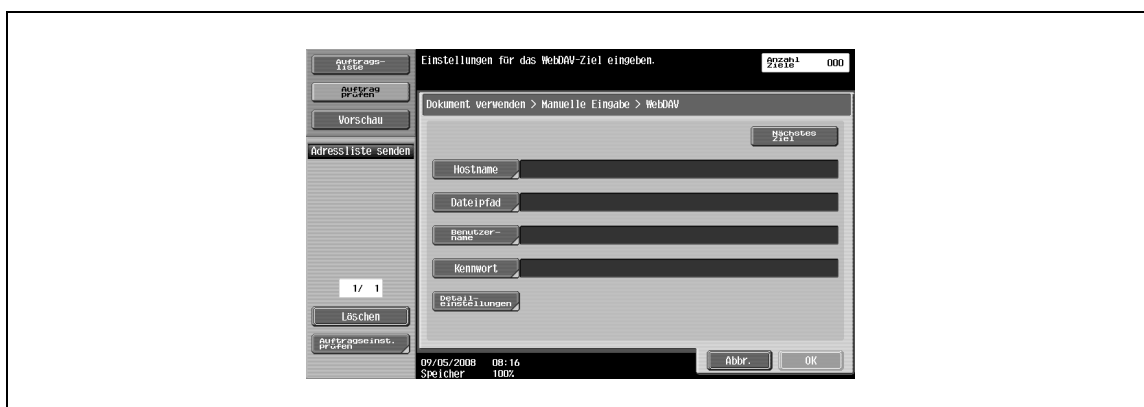 Auftrags-
liste
Auftrag
prüfen
Vorschau
Adressliste senden
1/ 1
Löschen
Auftragseinst.
prüfen
Einstellungen für das WebDAV-Ziel eingeben.
Anzahl
Ziele 000
Dokument verwenden > Manuelle Eingabe > WebDAV
Nächstes
Ziel
Hostname
Dateipfad
Benutzer-
name
Kennwort
Detail-
einstellungen
09/05/2008 08:16
Speicher 100%
Abbr.
OK